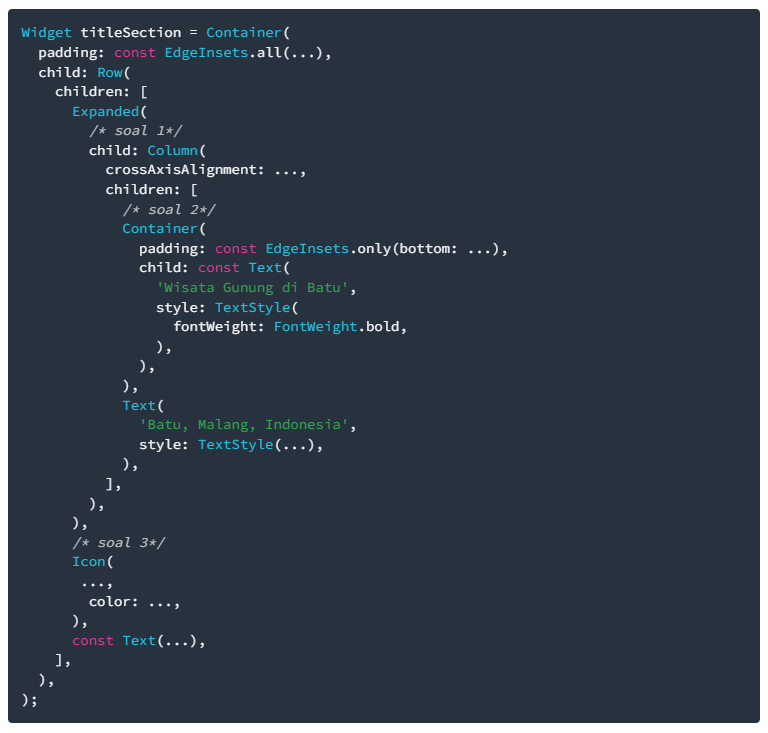 Widget titleSection = Container(
  padding: const EdgeInsets.all(...),
  child: Row(
    children: [
      Expanded(
        /* soal 1*/
        child: Column(
          crossAxisAlignment: ...,
          children: [
            /* soal 2*/
            Container(
              padding: const EdgeInsets.only(bottom: ...),
              child: const Text(
                'Wisata Gunung di Batu',
                style: TextStyle(
                  fontWeight: FontWeight.bold,
                ),
              ),
            ),
            Text(
              'Batu, Malang, Indonesia',
              style: TextStyle(...),
            ),
          ],
        ),
      ),
      /* soal 3*/
      Icon(
       ...,
        color: ...,
      ),
      const Text(...),
    ],
  ),
);